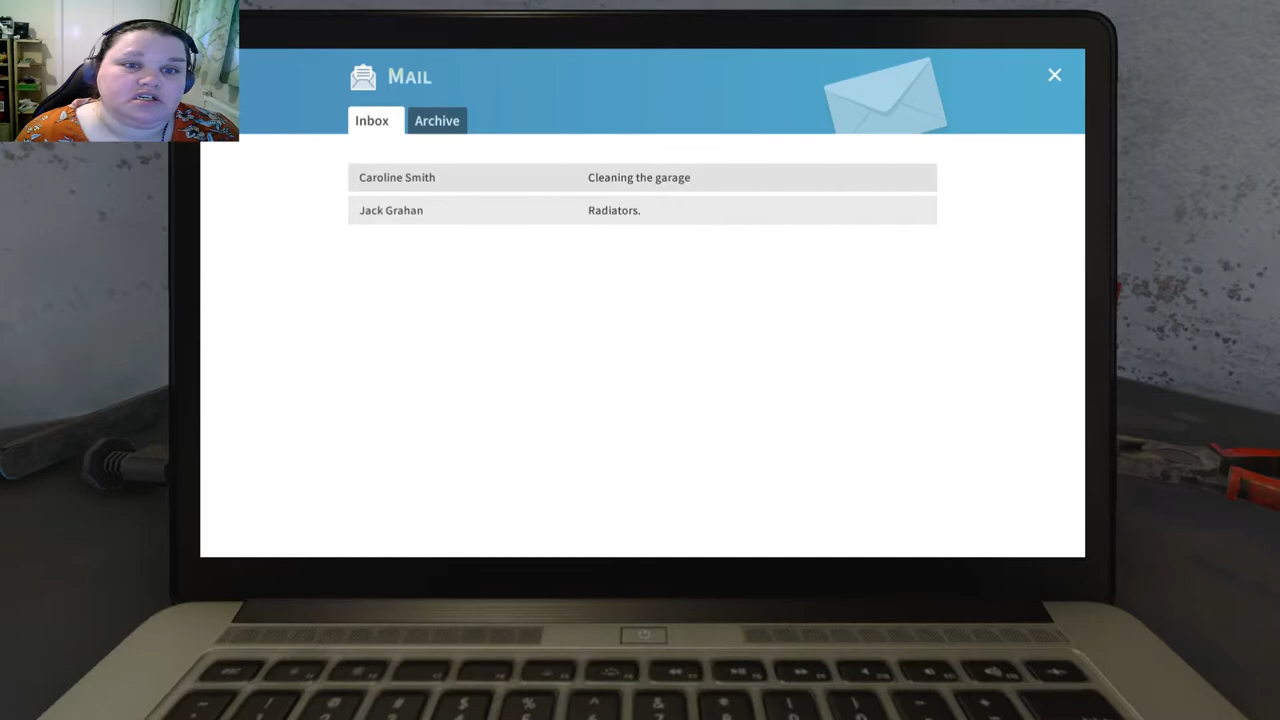 MAIL
Inbox Archive
Caroline Smith Cleaning the garage
Jack Grahan Radiators.